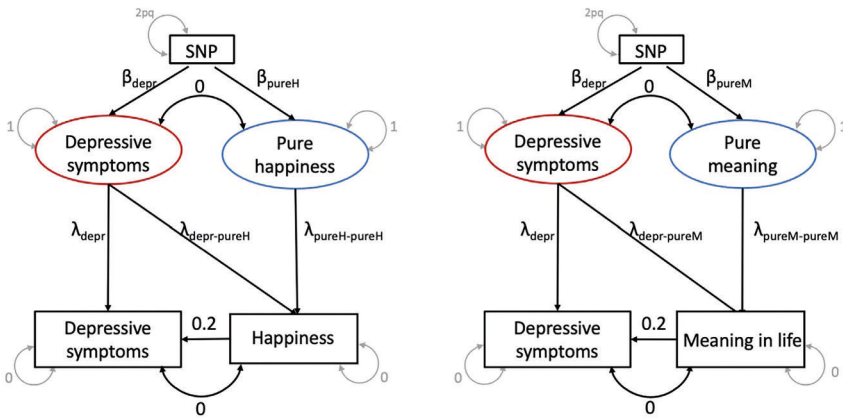 2pq
SNP
β_depr
0
β_pureH
1
Depressive
symptoms
Pure
happiness
1
λ_depr
λ_depr-pureH
λ_pureH-pureH
Depressive
symptoms
0.2
Happiness
0
0
0
2pq
SNP
β_depr
0
β_pureM
1
Depressive
symptoms
Pure
meaning
1
λ_depr
λ_depr-pureM
λ_pureM-pureM
Depressive
symptoms
0.2
Meaning in life
0
0
0